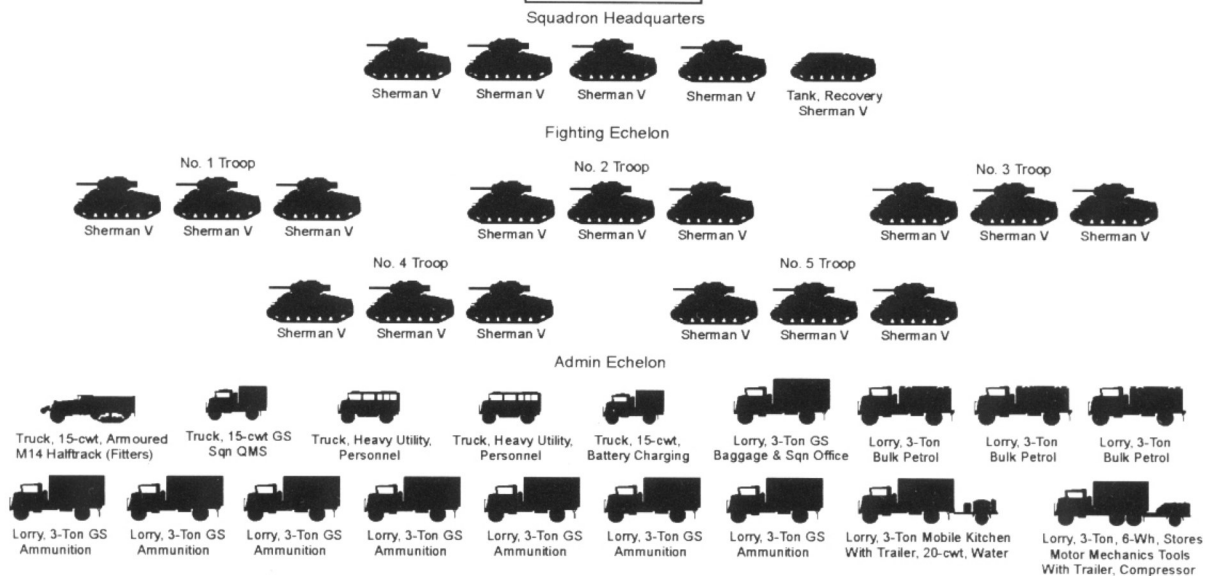 Squadron Headquarters
Sherman V
Sherman V
Sherman V
Sherman V
Tank, Recovery
Sherman V
Fighting Echelon
No. 1 Troop
Sherman V
Sherman V
Sherman V
No. 2 Troop
Sherman V
Sherman V
Sherman V
No. 3 Troop
Sherman V
Sherman V
Sherman V
No. 4 Troop
Sherman V
Sherman V
Sherman V
No. 5 Troop
Sherman V
Sherman V
Sherman V
Admin Echelon
Truck, 15-cwt, Armoured
M14 Halftrack (Fitters)
Truck, 15-cwt GS
Sqn QMS
Truck, Heavy Utility,
Personnel
Truck, Heavy Utility,
Personnel
Truck, 15-cwt,
Battery Charging
Lorry, 3-Ton GS
Baggage & Sqn Office
Lorry, 3-Ton
Bulk Petrol
Lorry, 3-Ton
Bulk Petrol
Lorry, 3-Ton
Bulk Petrol
Lorry, 3-Ton GS
Ammunition
Lorry, 3-Ton GS
Ammunition
Lorry, 3-Ton GS
Ammunition
Lorry, 3-Ton GS
Ammunition
Lorry, 3-Ton GS
Ammunition
Lorry, 3-Ton GS
Ammunition
Lorry, 3-Ton GS
Ammunition
Lorry, 3-Ton Mobile Kitchen
With Trailer, 20-cwt, Water
Lorry, 3-Ton, 6-Wh, Stores
Motor Mechanics Tools
With Trailer, Compressor